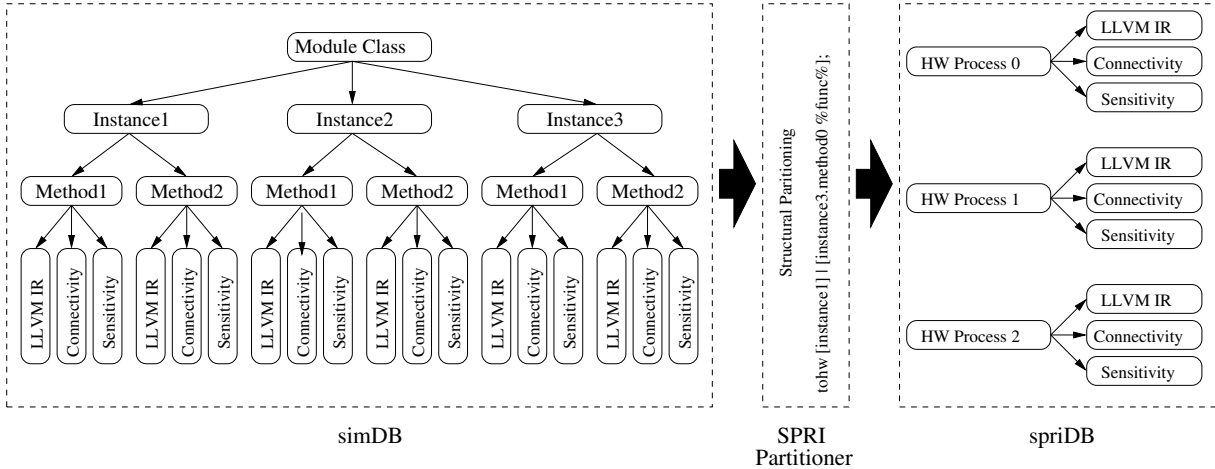 Module Class
Instance1
Instance2
Instance3
Method1
Method2
Method1
Method2
Method1
Method2
LLVM IR
Connectivity
Sensitivity
LLVM IR
Connectivity
Sensitivity
LLVM IR
Connectivity
Sensitivity
LLVM IR
Connectivity
Sensitivity
LLVM IR
Connectivity
Sensitivity
LLVM IR
Connectivity
Sensitivity
simDB
Structural Partitioning
tohw [instance1] | [instance3.method0 %func%];
SPRI
Partitioner
HW Process 0
LLVM IR
Connectivity
Sensitivity
HW Process 1
LLVM IR
Connectivity
Sensitivity
HW Process 2
LLVM IR
Connectivity
Sensitivity
spriDB